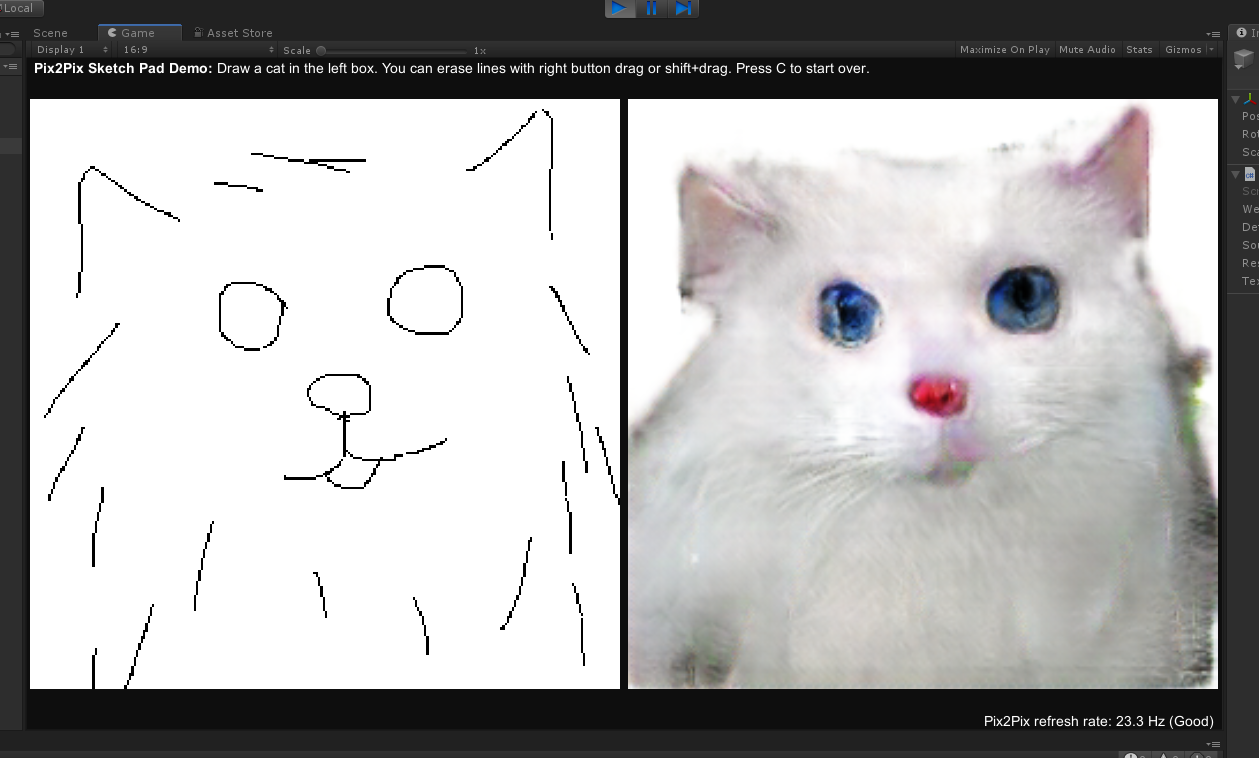 Local
Scene Game Asset Store
Display 1 16:9 Scale 1x Maximize On Play Mute Audio Stats Gizmos
Pix2Pix Sketch Pad Demo: Draw a cat in the left box. You can erase lines with right button drag or shift+drag. Press C to start over.
Pos
Rot
Sca
We
Def
Sou
Res
Tex
Pix2Pix refresh rate: 23.3 Hz (Good)